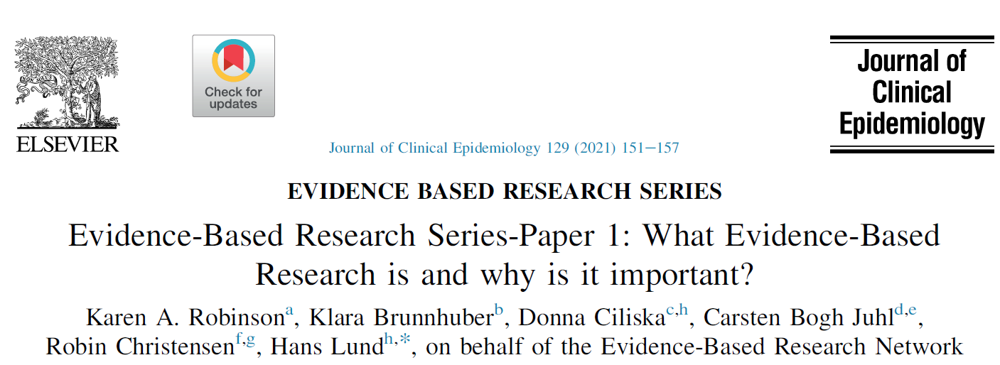 NON SOLUS
ELSEVIER
Check for
updates
Journal of
Clinical
Epidemiology
Journal of Clinical Epidemiology 129 (2021) 151–157
EVIDENCE BASED RESEARCH SERIES
Evidence-Based Research Series-Paper 1: What Evidence-Based
Research is and why is it important?
Karen A. Robinsonᵃ, Klara Brunnhuberᵇ, Donna Ciliskaᶜ,ʰ, Carsten Bogh Juhlᵈ,ᵉ,
Robin Christensenᶠ,ᵍ, Hans Lundʰ,*, on behalf of the Evidence-Based Research Network